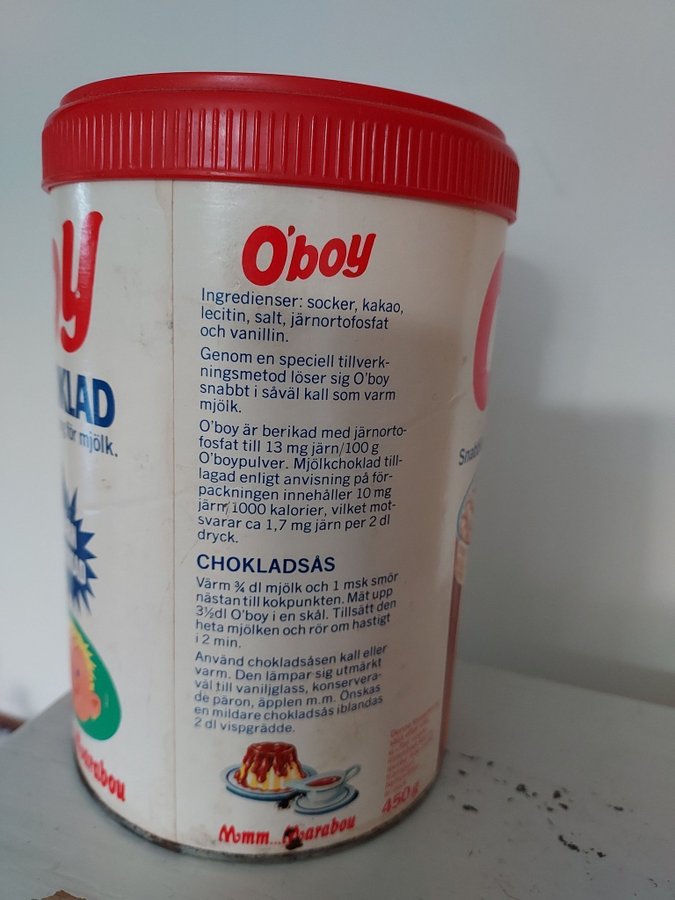 O'boy
Ingredienser: socker, kakao,
lecitin, salt, järnortofosfat
och vanillin.
Genom en speciell tillverk-
ningsmetod löser sig O'boy
snabbt i såväl kall som varm
mjölk.
O'boy är berikad med järnorto-
fosfat till 13 mg järn/100 g
O'boypulver. Mjölkchoklad till-
lagad enligt anvisning på för-
packningen innehåller 10 mg
järn/1000 kalorier, vilket mot-
svarar ca 1,7 mg järn per 2 dl
dryck.
CHOKLADSÅS
Värm ¾ dl mjölk och 1 msk smör
nästan till kokpunkten. Mät upp
3½dl O'boy i en skål. Tillsätt den
heta mjölken och rör om hastigt
i 2 min.
Använd chokladsåsen kall eller
varm. Den lämpar sig utmärkt
väl till vaniljglass, konservera-
de päron, äpplen m.m. Önskas
en mildare chokladsås iblandas
2 dl vispgrädde.
Mmm...Marabou
450g
y
KLAD
för mjölk.
arabou